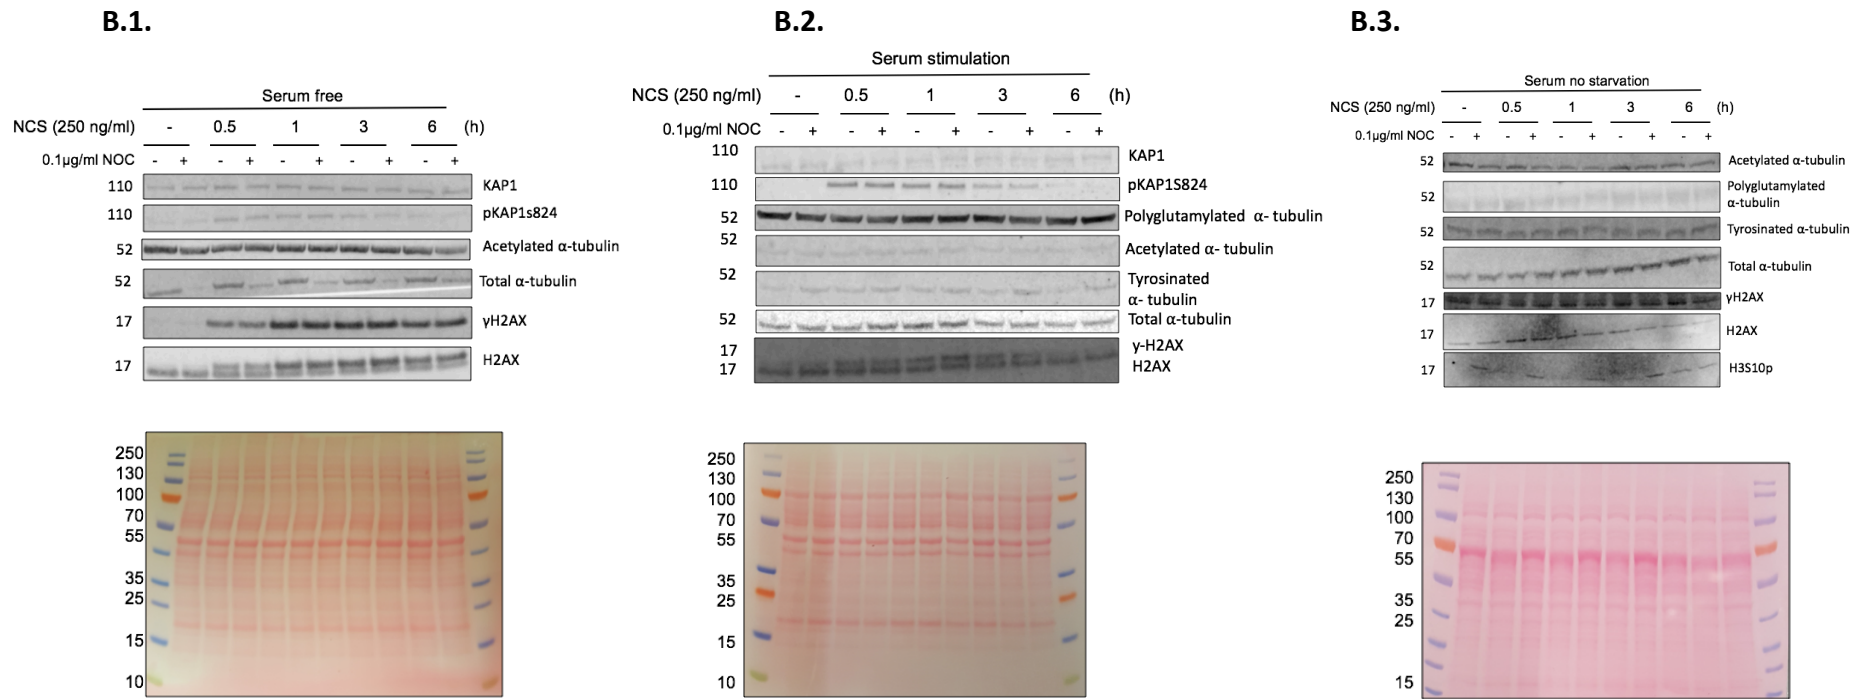 B.1.
Serum free
NCS (250 ng/ml) - 0.5 1 3 6 (h)
0.1µg/ml NOC - + - + - + - + - +
110 KAP1
110 pKAP1s824
52 Acetylated α-tubulin
52 Total α-tubulin
17 γH2AX
17 H2AX
250
130
100
70
55
35
25
15
10
B.2.
Serum stimulation
NCS (250 ng/ml) - 0.5 1 3 6 (h)
0.1µg/ml NOC - + - + - + - + - +
110 KAP1
110 pKAP1S824
52 Polyglutamylated α- tubulin
52 Acetylated α- tubulin
52 Tyrosinated
α- tubulin
52 Total α-tubulin
17 y-H2AX
17 H2AX
250
130
100
70
55
35
25
15
10
B.3.
Serum no starvation
NCS (250 ng/ml) - 0.5 1 3 6 (h)
0.1µg/ml NOC - + - + - + - + - +
52 Acetylated α-tubulin
52 Polyglutamylated
α-tubulin
52 Tyrosinated α-tubulin
52 Total α-tubulin
17 γH2AX
17 H2AX
17 H3S10p
250
130
100
70
55
35
25
15